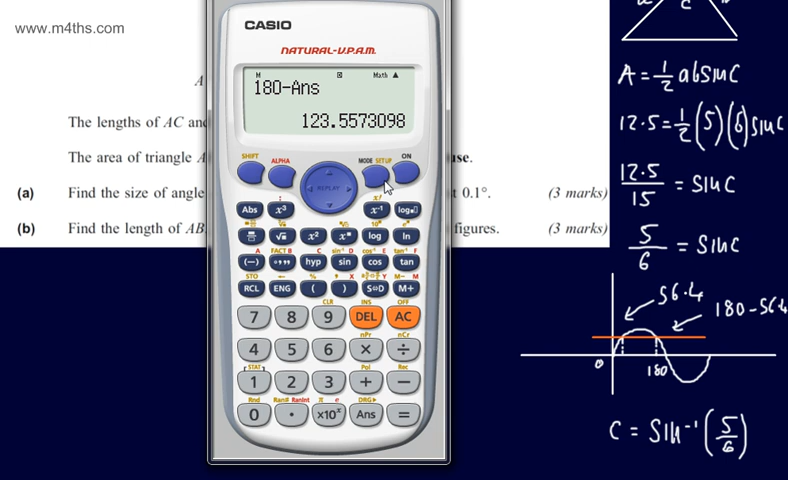 www.m4ths.com
CASIO
NATURAL-V.P.A.M.
M Math ▲
180-Ans
123.5573098
A
The lengths of AC and
The area of triangle A use.
(a) Find the size of angle t 0.1°. (3 marks)
(b) Find the length of AB figures. (3 marks)
SHIFT ALPHA REPLAY MODE SETUP ON
Abs x³ x⁻¹ log
√ x² log ln
(−) °’” hyp sin cos tan
RCL ENG ( ) S⇔D M+
7 8 9 DEL AC
4 5 6 × ÷
1 2 3 + −
0 . ×10ˣ Ans =
c
A = ½ ab sin C
12.5 = ½ (5)(6) sin C
12.5/15 = sin C
5/6 = sin C
56.4
180-56.4
0 180
C = sin⁻¹ (5/6)